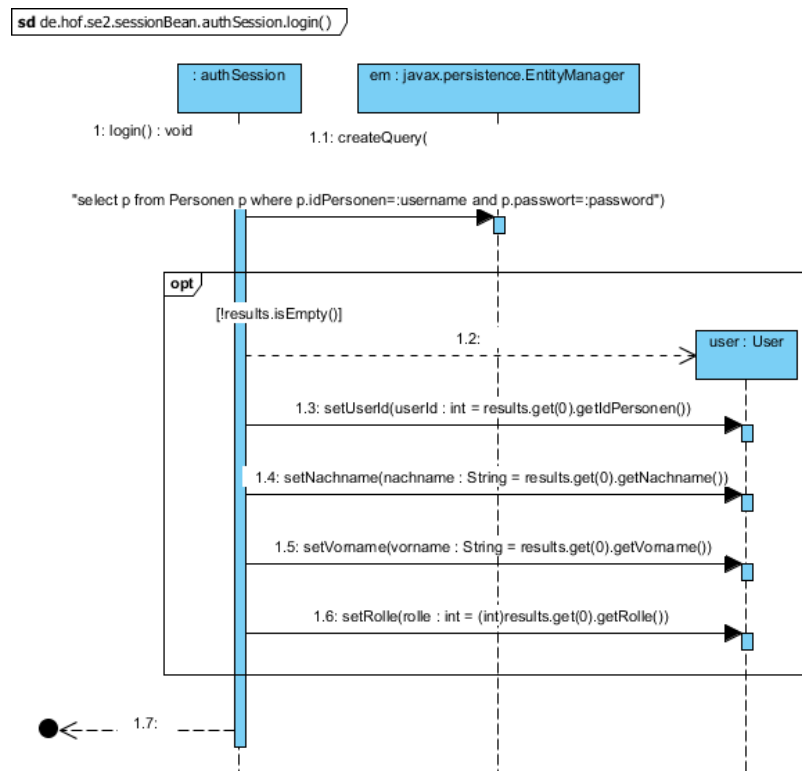 sd de.hof.se2.sessionBean.authSession.login()
: authSession
em : javax.persistence.EntityManager
1: login() : void
1.1: createQuery(
"select p from Personen p where p.idPersonen=:username and p.passwort=:password")
opt
[!results.isEmpty()]
1.2:
user : User
1.3: setUserId(userId : int = results.get(0).getIdPersonen())
1.4: setNachname(nachname : String = results.get(0).getNachname())
1.5: setVorname(vorname : String = results.get(0).getVorname())
1.6: setRolle(rolle : int = (int)results.get(0).getRolle())
1.7: